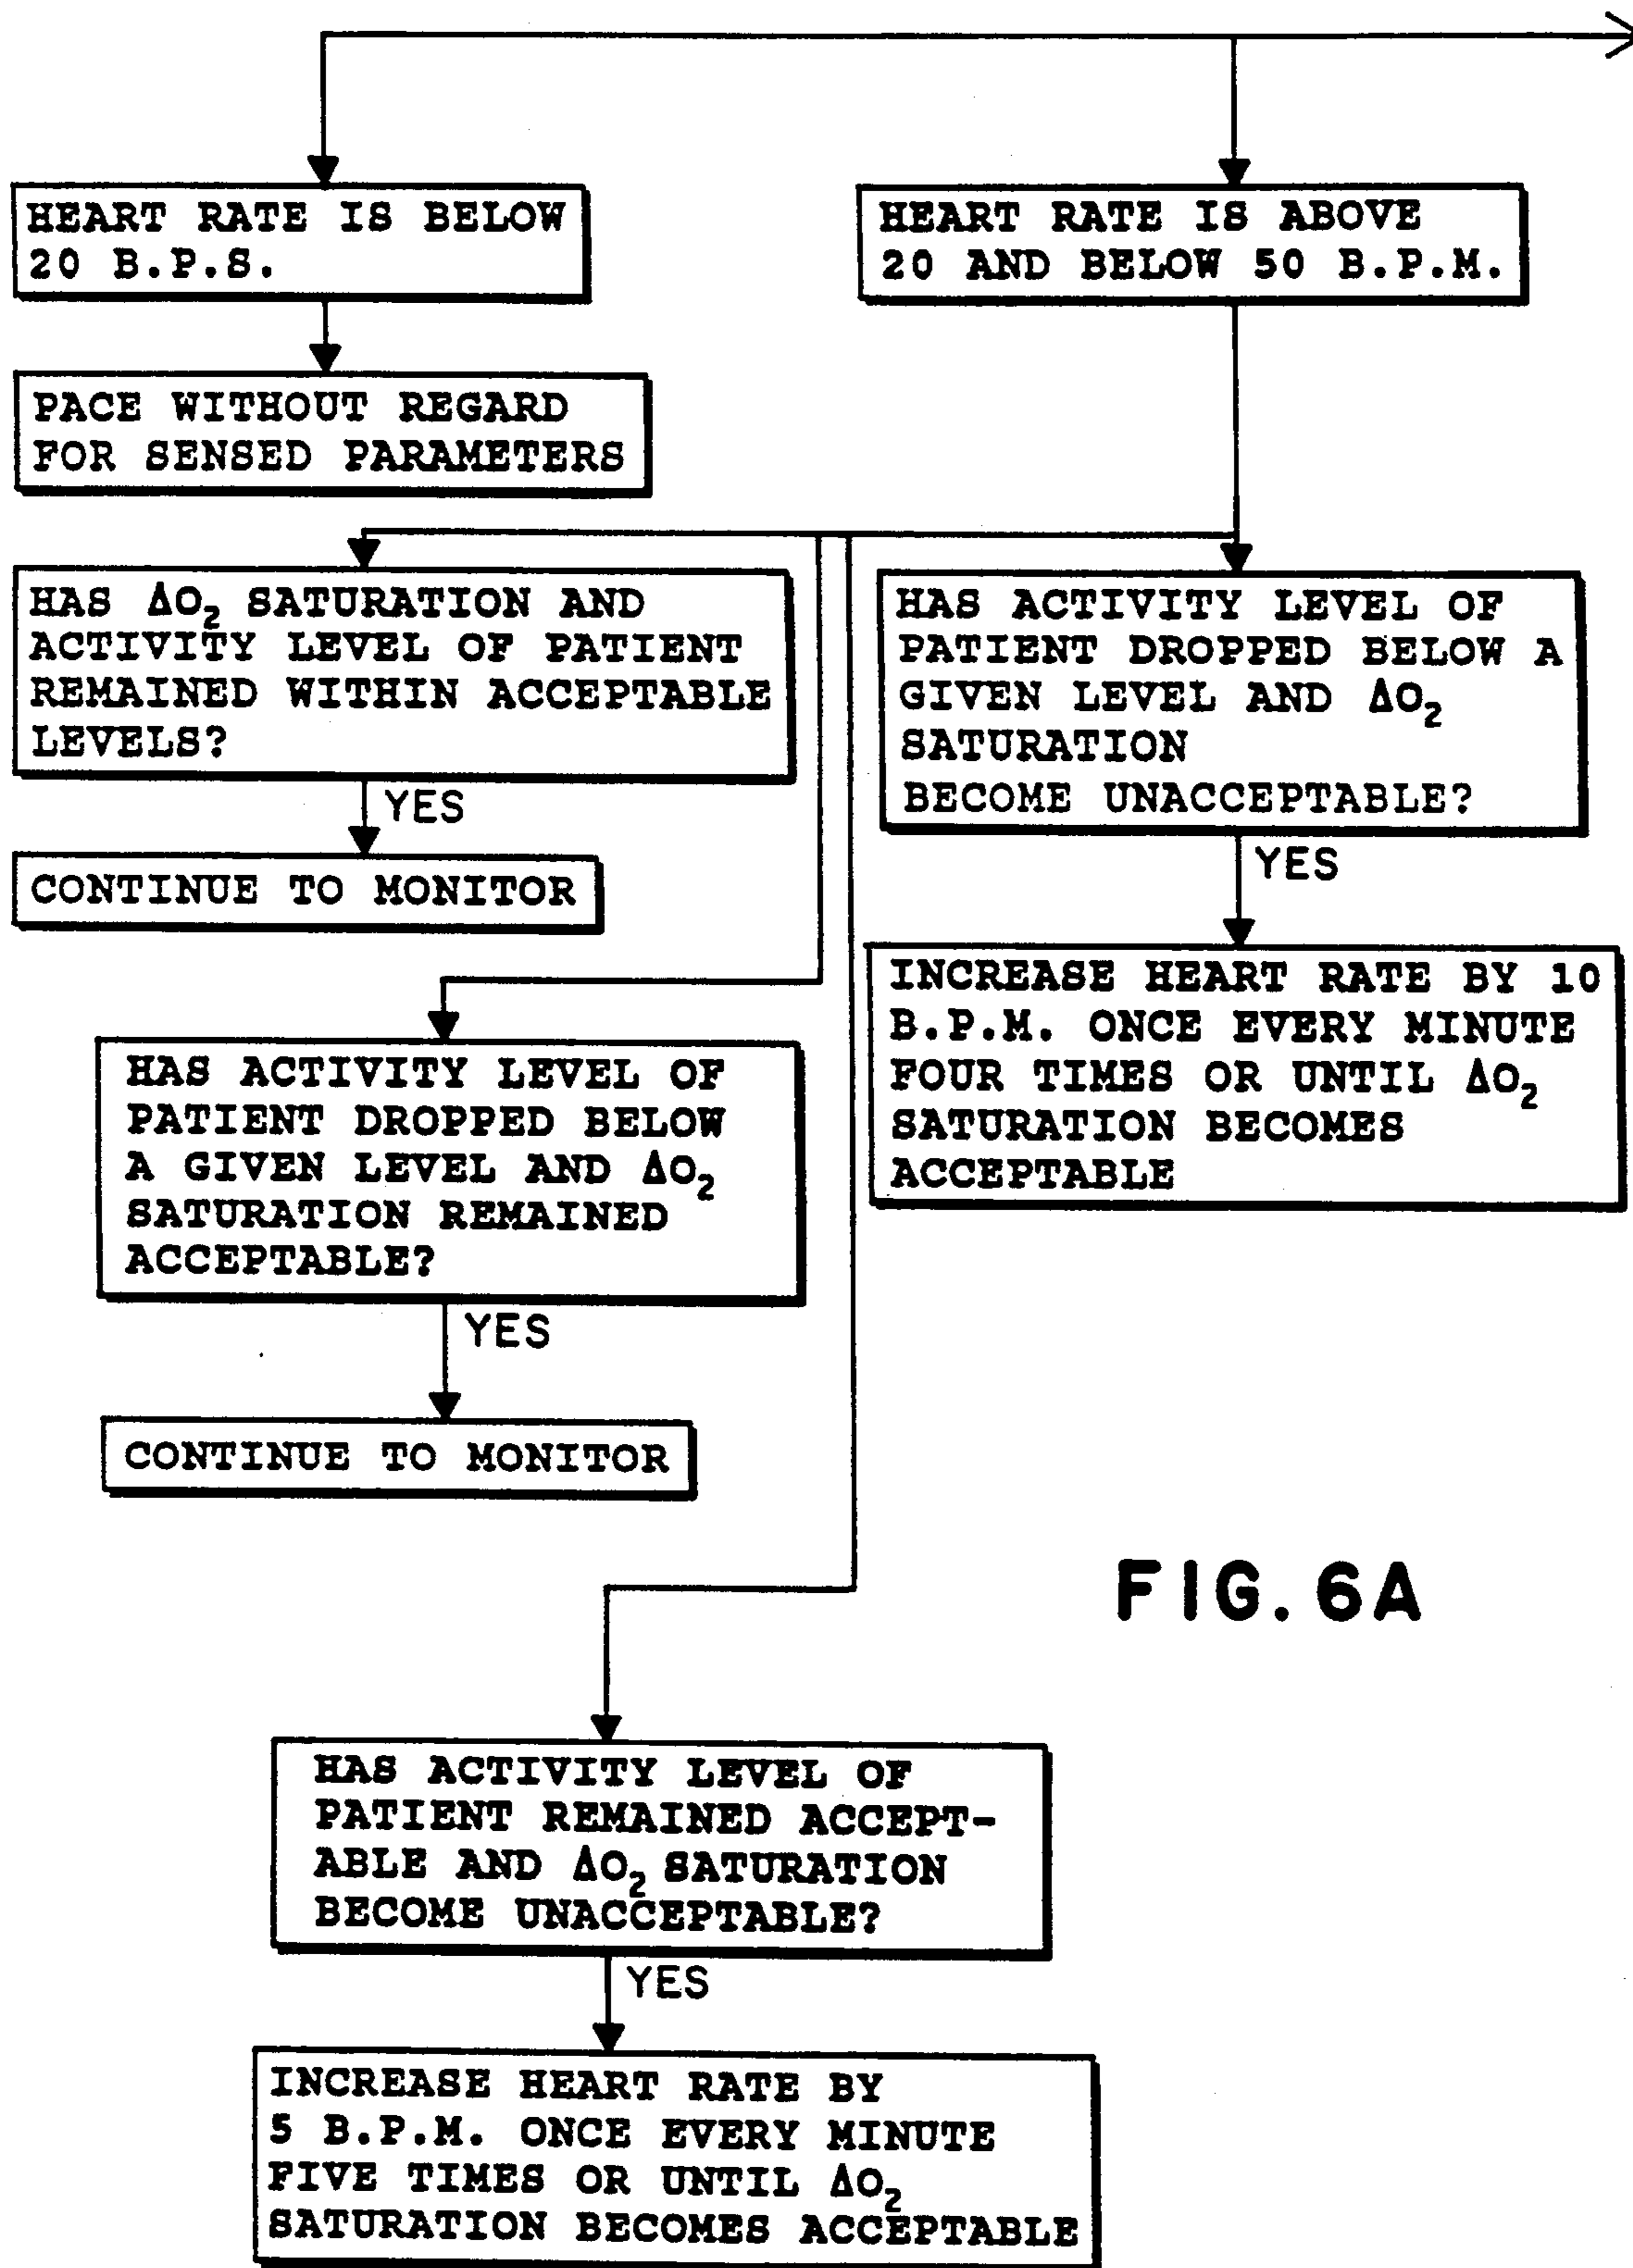 HEART RATE IS BELOW
20 B.P.S.
HEART RATE IS ABOVE
20 AND BELOW 50 B.P.M.
PACE WITHOUT REGARD
FOR SENSED PARAMETERS
HAS ΔO₂ SATURATION AND
ACTIVITY LEVEL OF PATIENT
REMAINED WITHIN ACCEPTABLE
LEVELS?
YES
CONTINUE TO MONITOR
HAS ACTIVITY LEVEL OF
PATIENT DROPPED BELOW A
GIVEN LEVEL AND ΔO₂
SATURATION
BECOME UNACCEPTABLE?
YES
INCREASE HEART RATE BY 10
B.P.M. ONCE EVERY MINUTE
FOUR TIMES OR UNTIL ΔO₂
SATURATION BECOMES
ACCEPTABLE
HAS ACTIVITY LEVEL OF
PATIENT DROPPED BELOW
A GIVEN LEVEL AND ΔO₂
SATURATION REMAINED
ACCEPTABLE?
YES
CONTINUE TO MONITOR
FIG. 6A
HAS ACTIVITY LEVEL OF
PATIENT REMAINED ACCEPT-
ABLE AND ΔO₂ SATURATION
BECOME UNACCEPTABLE?
YES
INCREASE HEART RATE BY
5 B.P.M. ONCE EVERY MINUTE
FIVE TIMES OR UNTIL ΔO₂
SATURATION BECOMES ACCEPTABLE